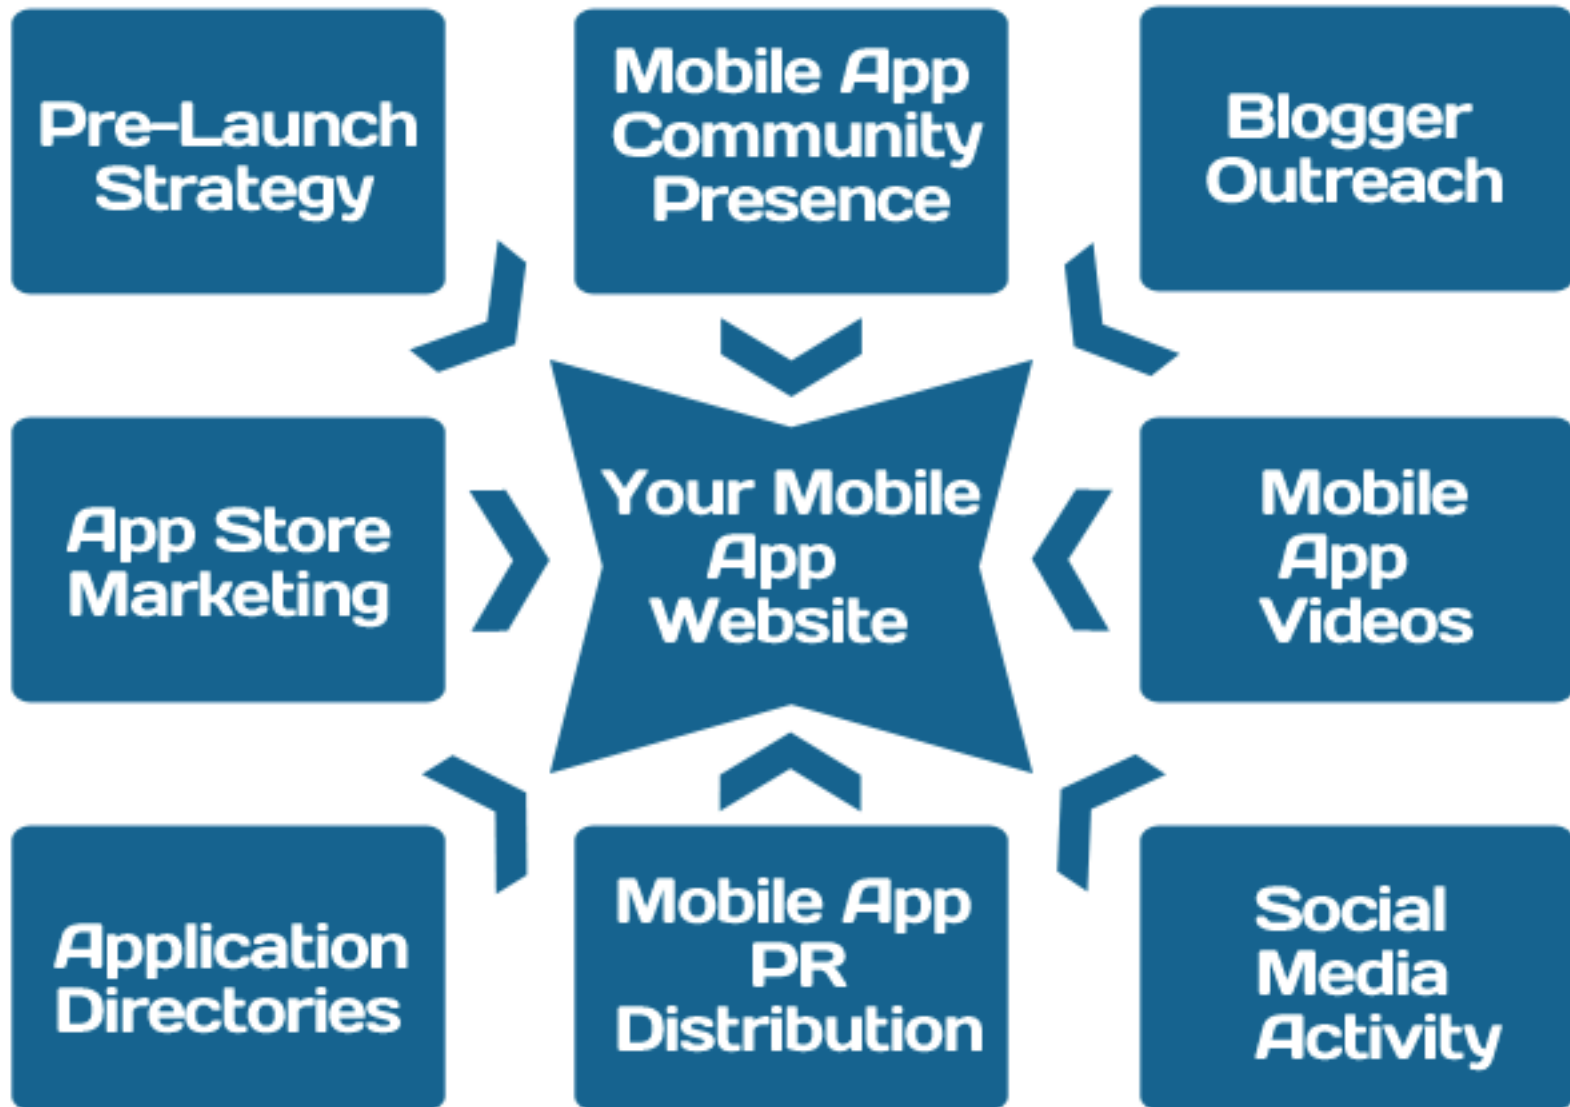 Pre-Launch
Strategy
Mobile App
Community
Presence
Blogger
Outreach
App Store
Marketing
Your Mobile
App
Website
Mobile
App
Videos
Application
Directories
Mobile App
PR
Distribution
Social
Media
Activity